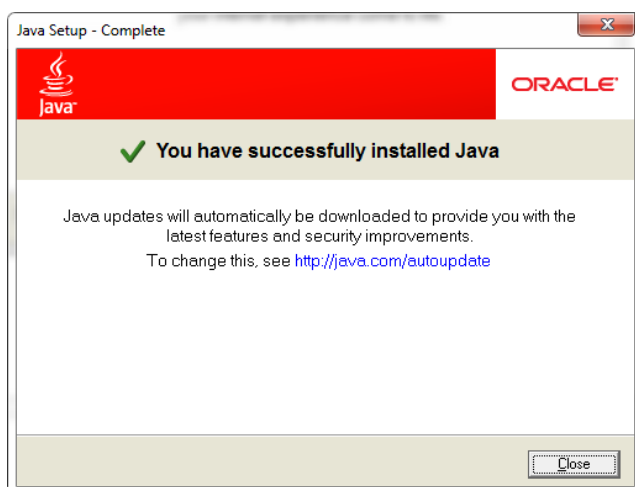 Java Setup - Complete
Java
ORACLE
You have successfully installed Java
Java updates will automatically be downloaded to provide you with the
latest features and security improvements.
To change this, see http://java.com/autoupdate
Close